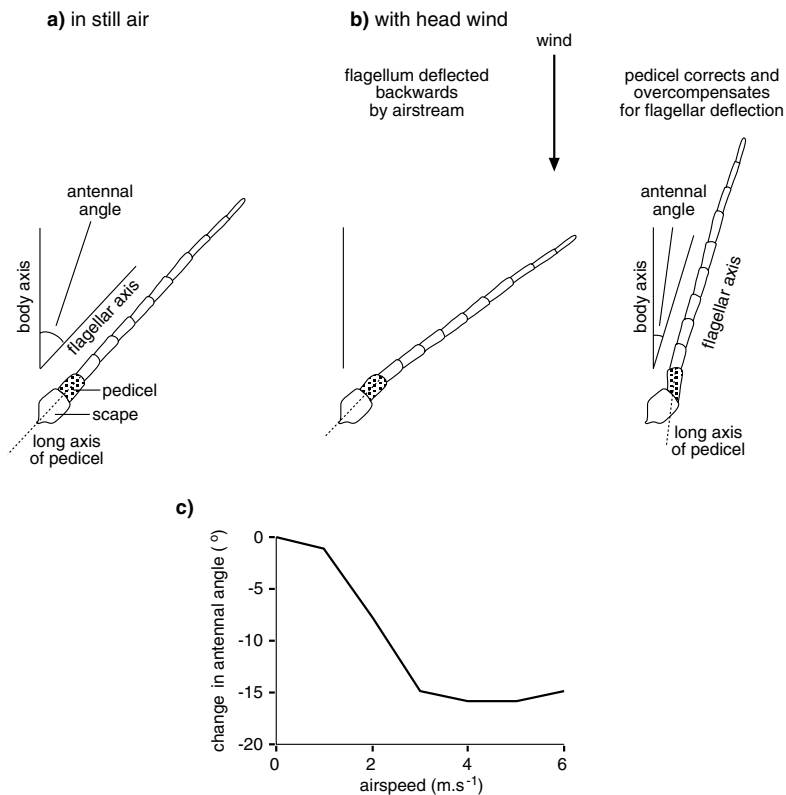 a) in still air
b) with head wind
wind
flagellum deflected
backwards
by airstream
pedicel corrects and
overcompensates
for flagellar deflection
antennal
angle
body axis
flagellar axis
pedicel
scape
long axis
of pedicel
antennal
angle
body axis
flagellar axis
long axis
of pedicel
c)
change in antennal angle (°)
0
-5
-10
-15
-20
0
2
4
6
airspeed (m.s-1)